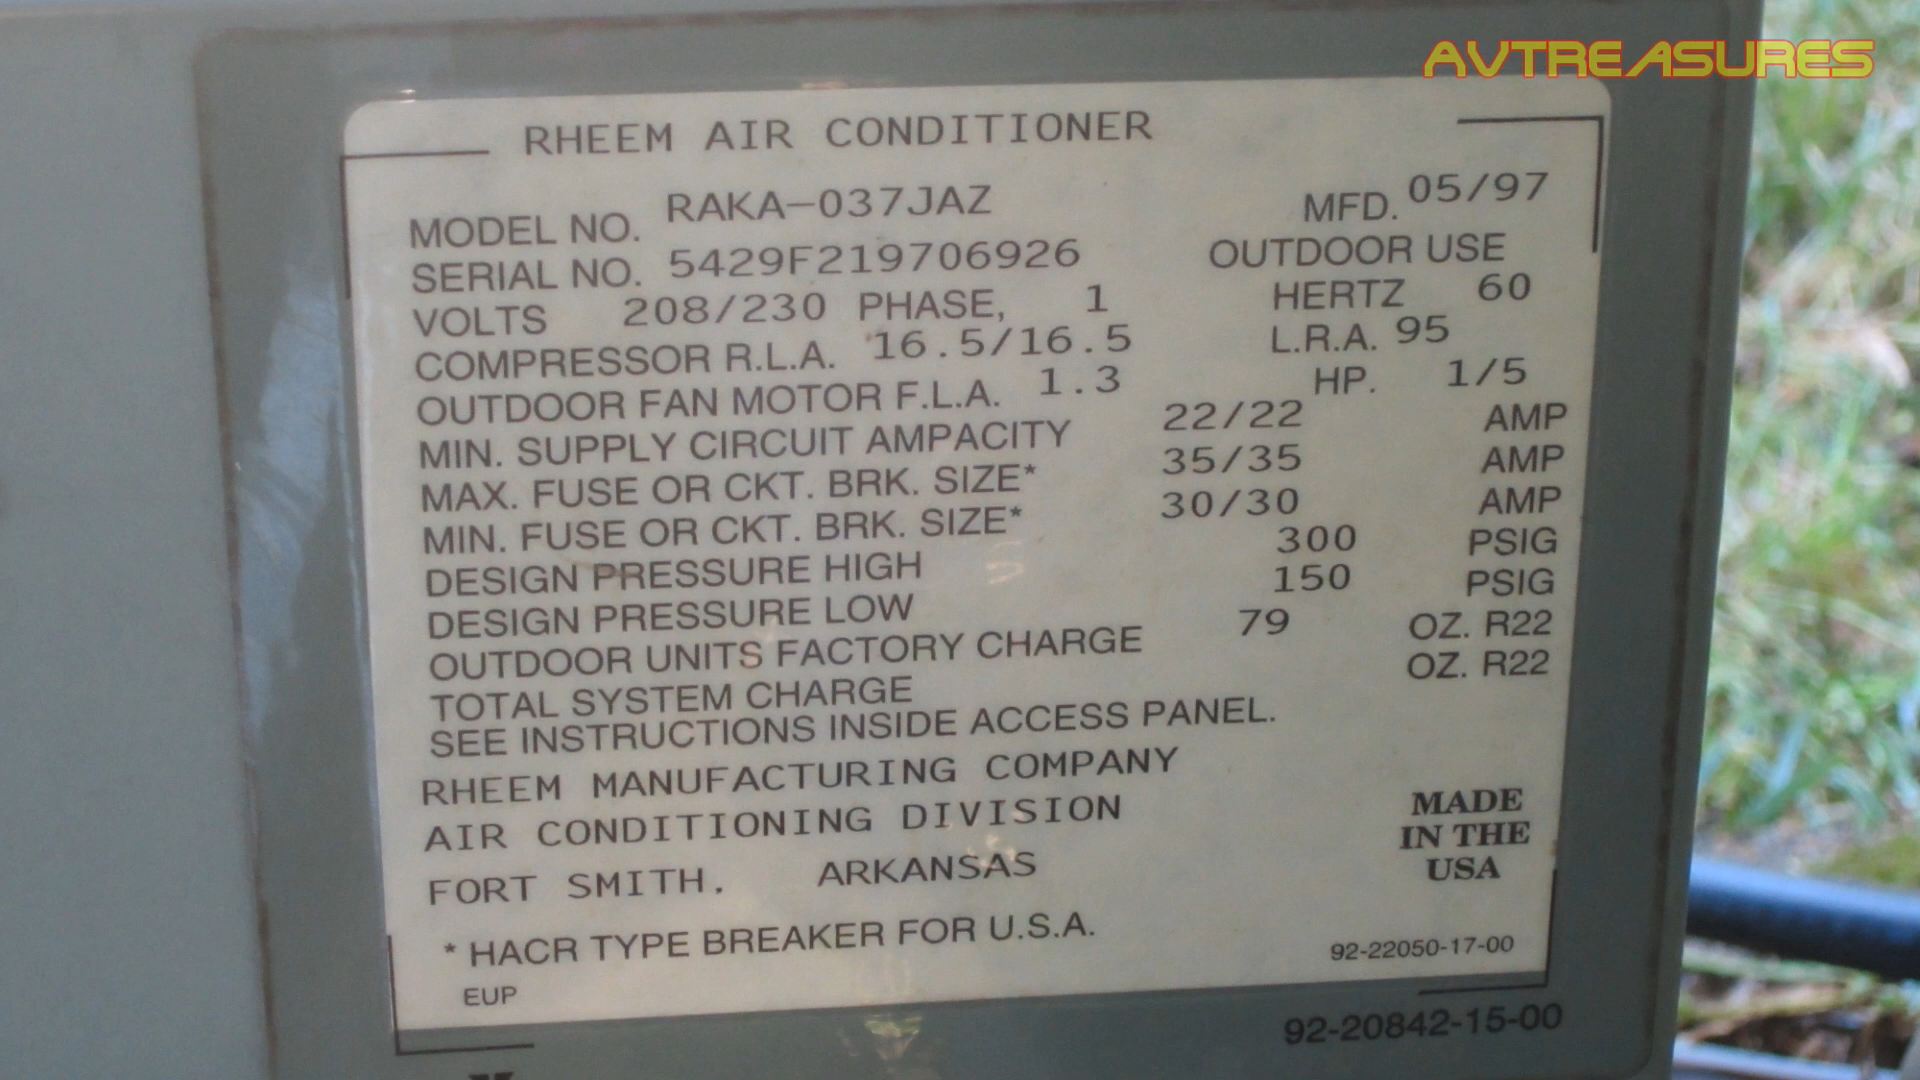 AVTREASURES
RHEEM AIR CONDITIONER
MODEL NO. RAKA-037JAZ MFD. 05/97
SERIAL NO. 5429F219706926 OUTDOOR USE
VOLTS 208/230 PHASE, 1 HERTZ 60
COMPRESSOR R.L.A. 16.5/16.5 L.R.A. 95
OUTDOOR FAN MOTOR F.L.A. 1.3 HP. 1/5
MIN. SUPPLY CIRCUIT AMPACITY 22/22 AMP
MAX. FUSE OR CKT. BRK. SIZE* 35/35 AMP
MIN. FUSE OR CKT. BRK. SIZE* 30/30 AMP
DESIGN PRESSURE HIGH 300 PSIG
DESIGN PRESSURE LOW 150 PSIG
OUTDOOR UNITS FACTORY CHARGE 79 OZ. R22
TOTAL SYSTEM CHARGE OZ. R22
SEE INSTRUCTIONS INSIDE ACCESS PANEL.
RHEEM MANUFACTURING COMPANY
AIR CONDITIONING DIVISION
FORT SMITH, ARKANSAS
MADE
IN THE
USA
* HACR TYPE BREAKER FOR U.S.A.
92-22050-17-00
EUP
92-20842-15-00